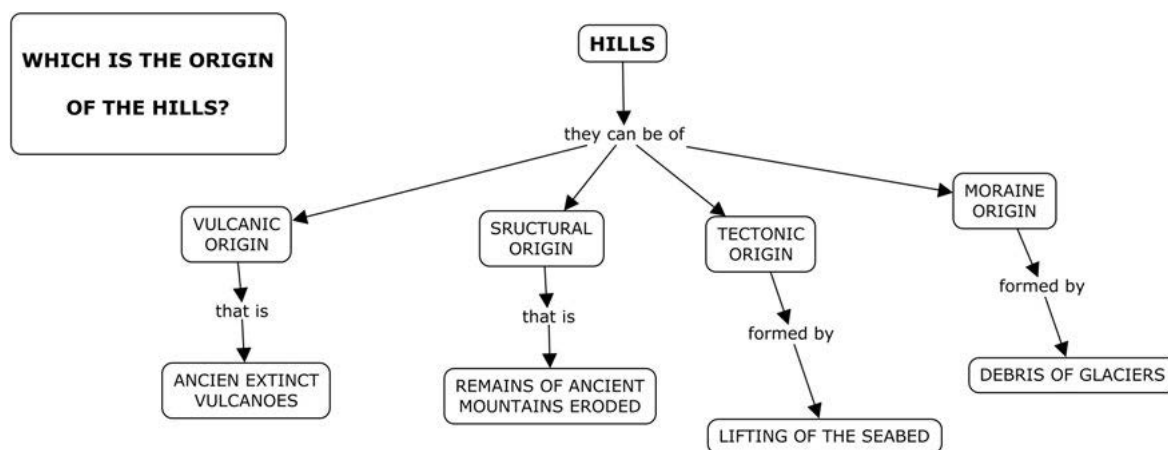 WHICH IS THE ORIGIN
OF THE HILLS?
HILLS
they can be of
VULCANIC
ORIGIN
SRUCTURAL
ORIGIN
TECTONIC
ORIGIN
MORAINE
ORIGIN
that is
that is
formed by
formed by
ANCIEN EXTINCT
VULCANOES
REMAINS OF ANCIENT
MOUNTAINS ERODED
LIFTING OF THE SEABED
DEBRIS OF GLACIERS